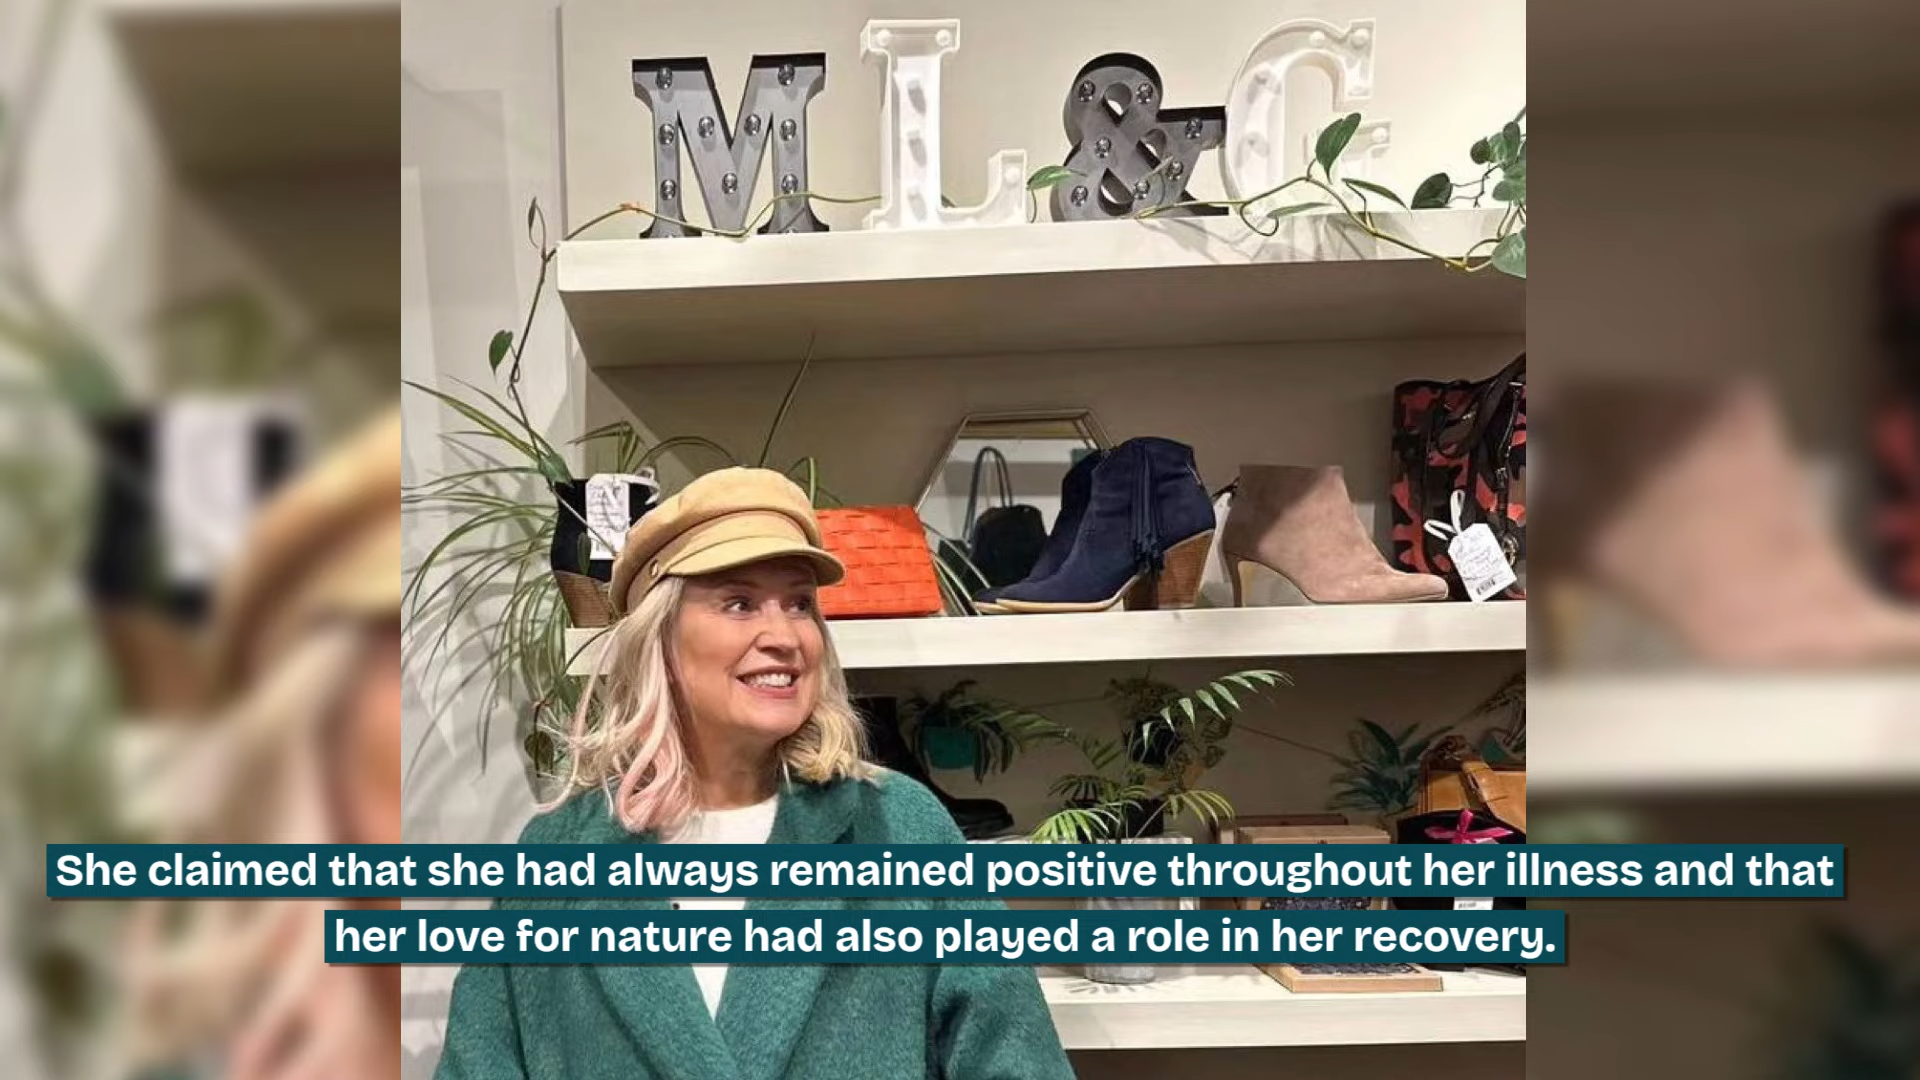 ML&C
She claimed that she had always remained positive throughout her illness and that
her love for nature had also played a role in her recovery.